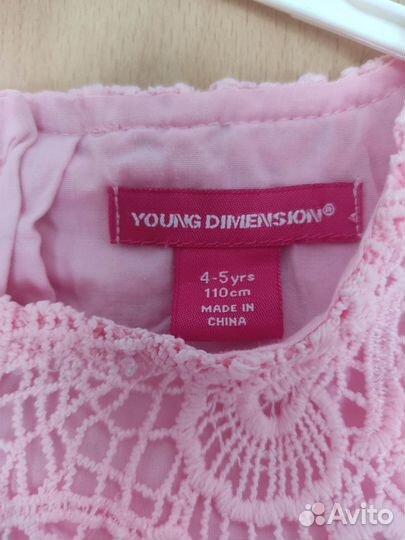 YOUNG DIMENSION®
4-5yrs
110cm
MADE IN
CHINA
Avito